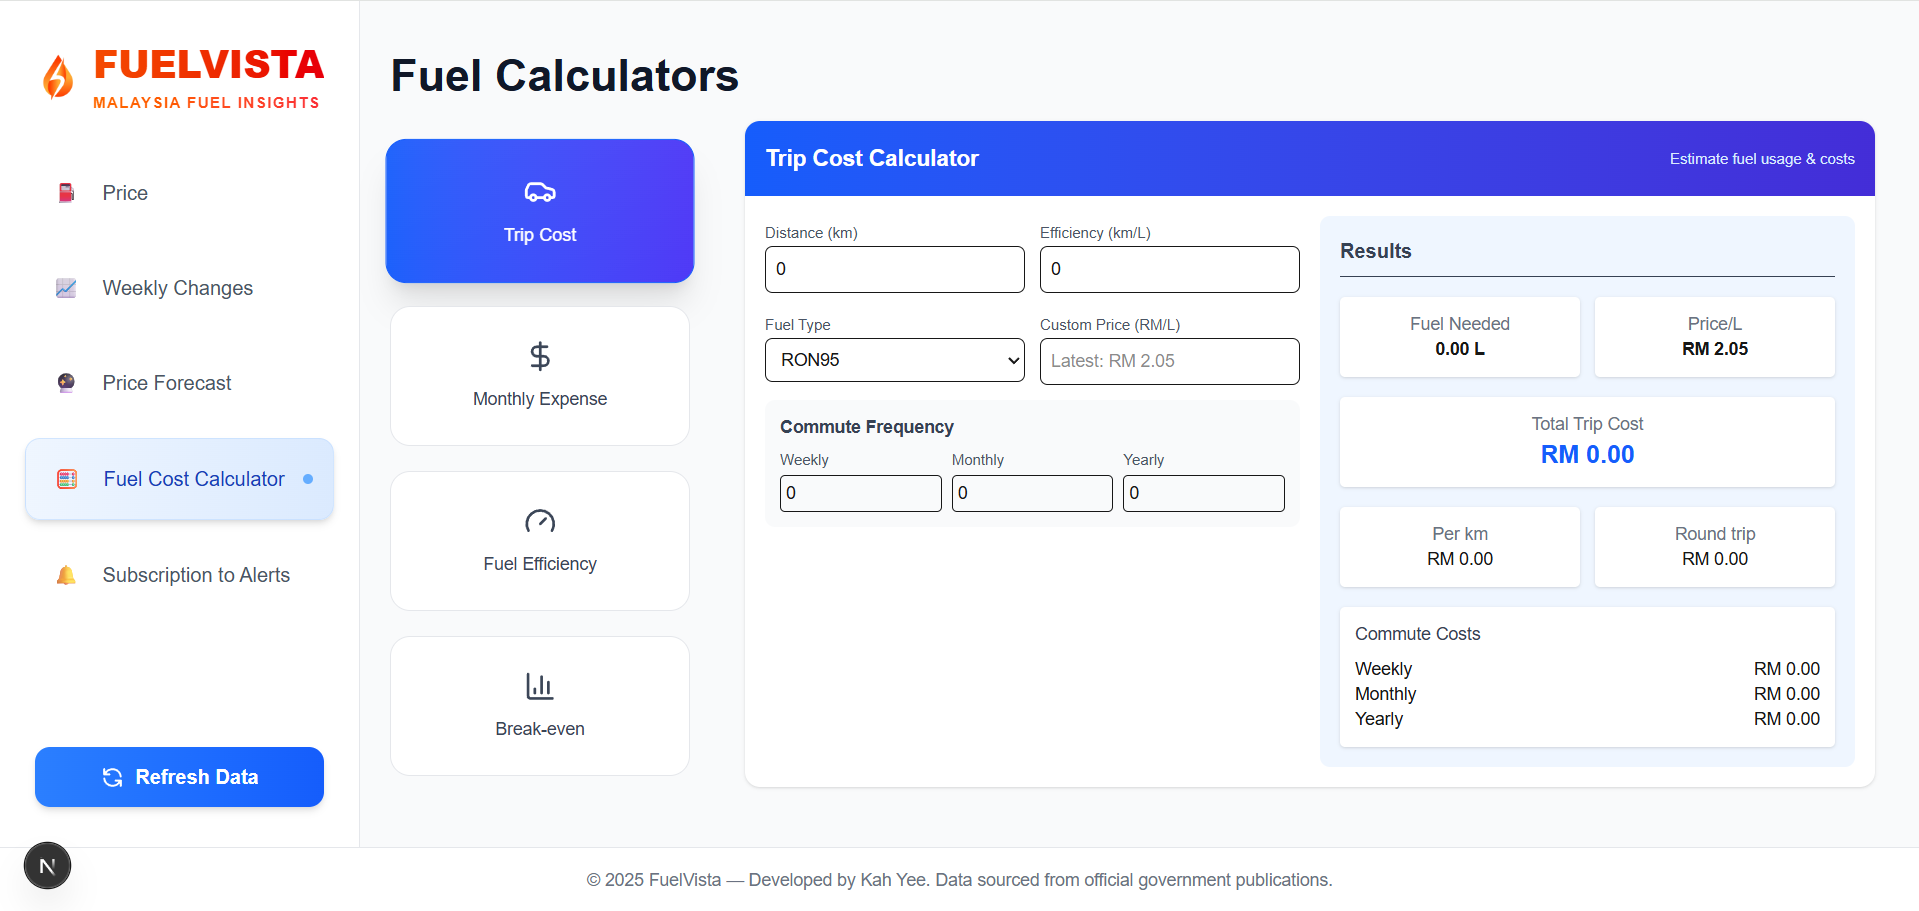 FUELVISTA
MALAYSIA FUEL INSIGHTS
Price
Weekly Changes
Price Forecast
Fuel Cost Calculator
Subscription to Alerts
Refresh Data
N
Fuel Calculators
Trip Cost
Monthly Expense
Fuel Efficiency
Break-even
Trip Cost Calculator
Estimate fuel usage & costs
Distance (km)
Efficiency (km/L)
0
0
Fuel Type
Custom Price (RM/L)
RON95
Latest: RM 2.05
Commute Frequency
Weekly
Monthly
Yearly
0
0
0
Results
Fuel Needed
0.00 L
Price/L
RM 2.05
Total Trip Cost
RM 0.00
Per km
RM 0.00
Round trip
RM 0.00
Commute Costs
Weekly RM 0.00
Monthly RM 0.00
Yearly RM 0.00
© 2025 FuelVista — Developed by Kah Yee. Data sourced from official government publications.